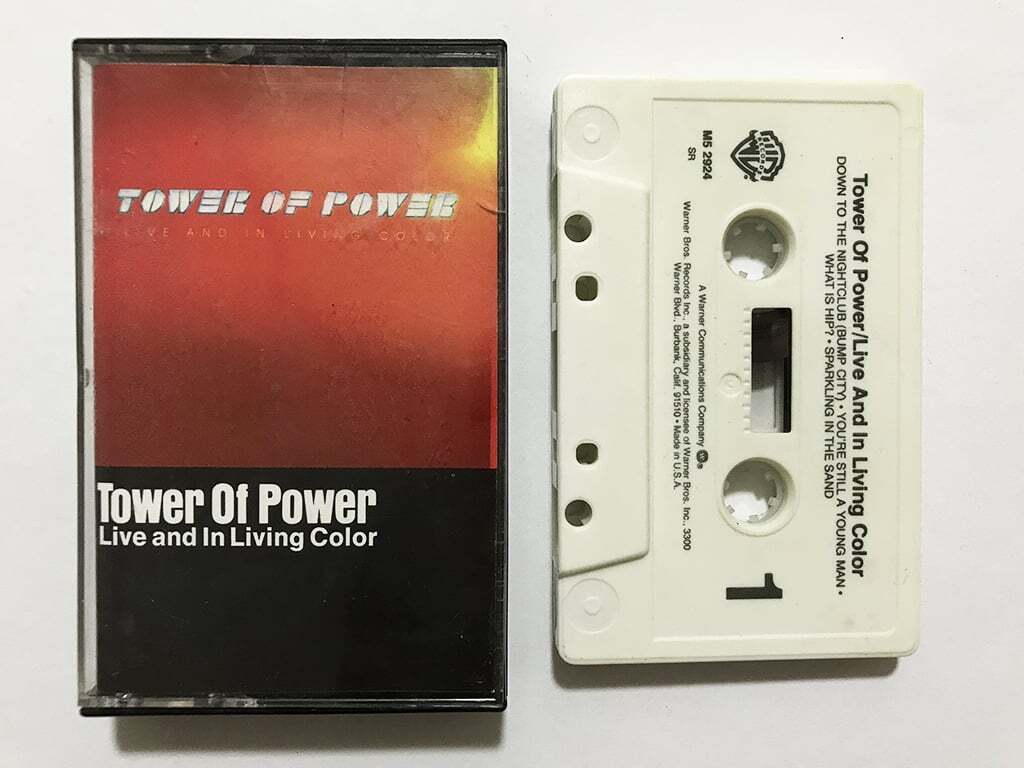 TOWER OF POWER
LIVE AND IN LIVING COLOR
Tower Of Power
Live and In Living Color
Tower Of Power/Live And In Living Color
DOWN TO THE NIGHTCLUB (BUMP CITY) • YOU'RE STILL A YOUNG MAN •
WHAT IS HIP? • SPARKLING IN THE SAND
RECORDS
M5 2924
SR
1
A Warner Communications Company
Warner Bros. Records Inc., a subsidiary and licensee of Warner Bros. Inc., 3300
Warner Blvd., Burbank, Calif. 91510 • Made in U.S.A.